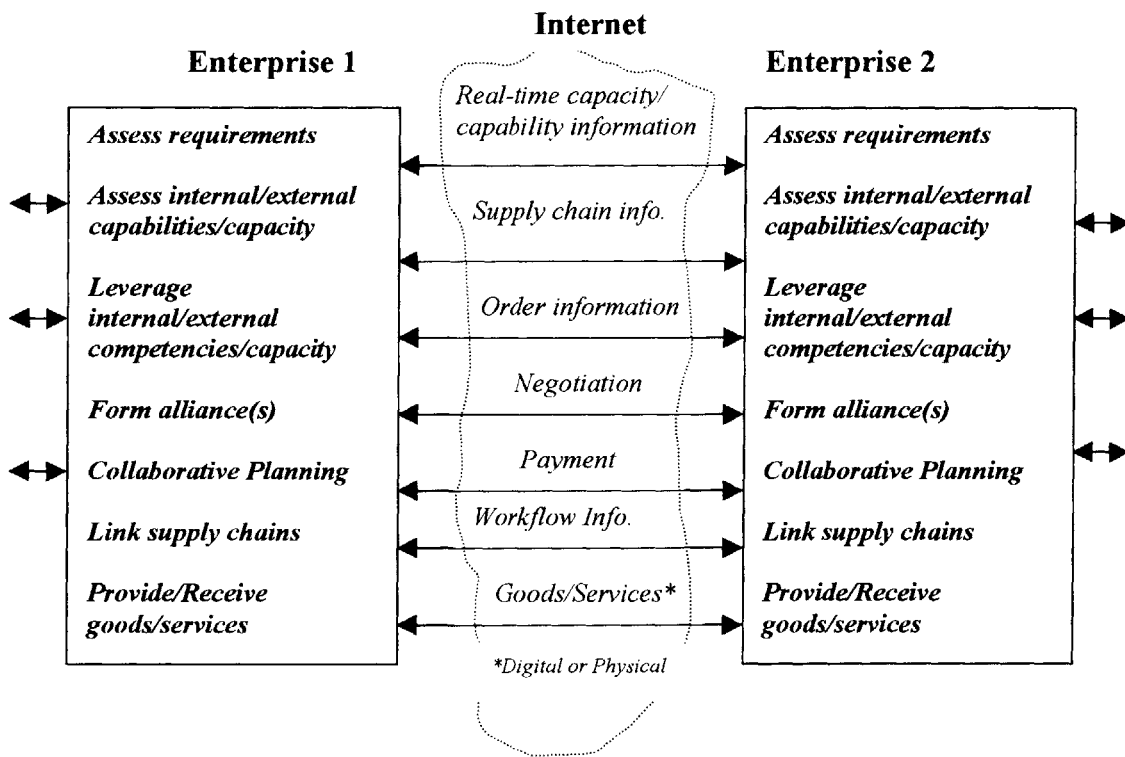 Internet
Enterprise 1
Enterprise 2
Assess requirements
Assess internal/external
capabilities/capacity
Leverage
internal/external
competencies/capacity
Form alliance(s)
Collaborative Planning
Link supply chains
Provide/Receive
goods/services
Real-time capacity/
capability information
Supply chain info.
Order information
Negotiation
Payment
Workflow Info.
Goods/Services*
*Digital or Physical
Assess requirements
Assess internal/external
capabilities/capacity
Leverage
internal/external
competencies/capacity
Form alliance(s)
Collaborative Planning
Link supply chains
Provide/Receive
goods/services